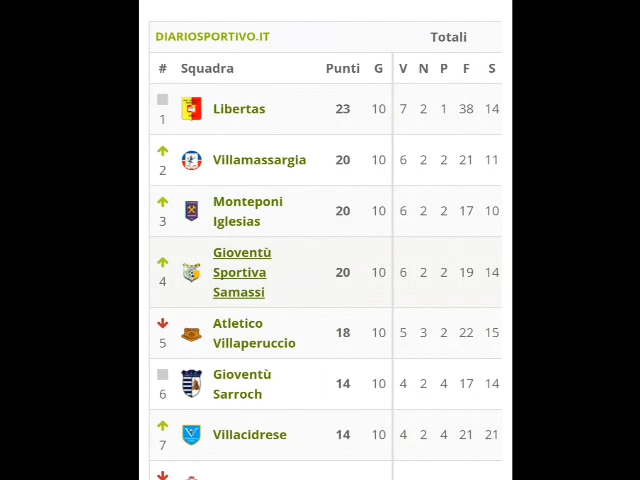 DIARIOSPORTIVO.IT Totali
# Squadra Punti G V N P F S
1 Libertas 23 10 7 2 1 38 14
2 Villamassargia 20 10 6 2 2 21 11
3 Monteponi Iglesias 20 10 6 2 2 17 10
4 Gioventù Sportiva Samassi 20 10 6 2 2 19 14
5 Atletico Villaperuccio 18 10 5 3 2 22 15
6 Gioventù Sarroch 14 10 4 2 4 17 14
7 Villacidrese 14 10 4 2 4 21 21